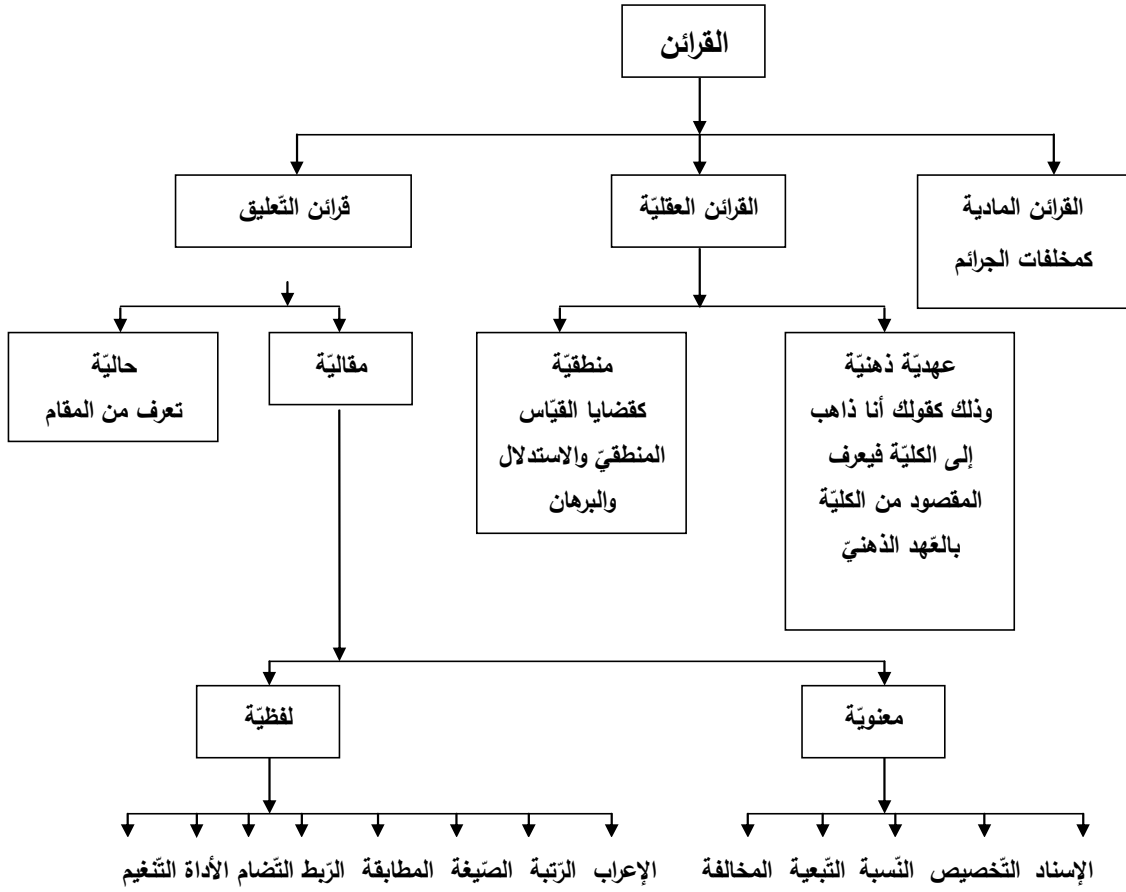 القرائن
القرائن المادية
كمخلفات الجرائم
القرائن العقليّة
قرائن التّعليق
عهديّة ذهنيّة
وذلك كقولك أنا ذاهب
إلى الكليّة فيعرف
المقصود من الكليّة
بالعّهد الذهنيّ
منطقيّة
كقضايا القيّاس
المنطقيّ والاستدلال
والبرهان
مقاليّة
حاليّة
تعرف من المقام
معنويّة
لفظيّة
الإسناد التّخصيص النّسبة التّبعية المخالفة
الإعراب الرّتبة الصّيغة المطابقة الرّبط التّضام الأداة التّنغيم